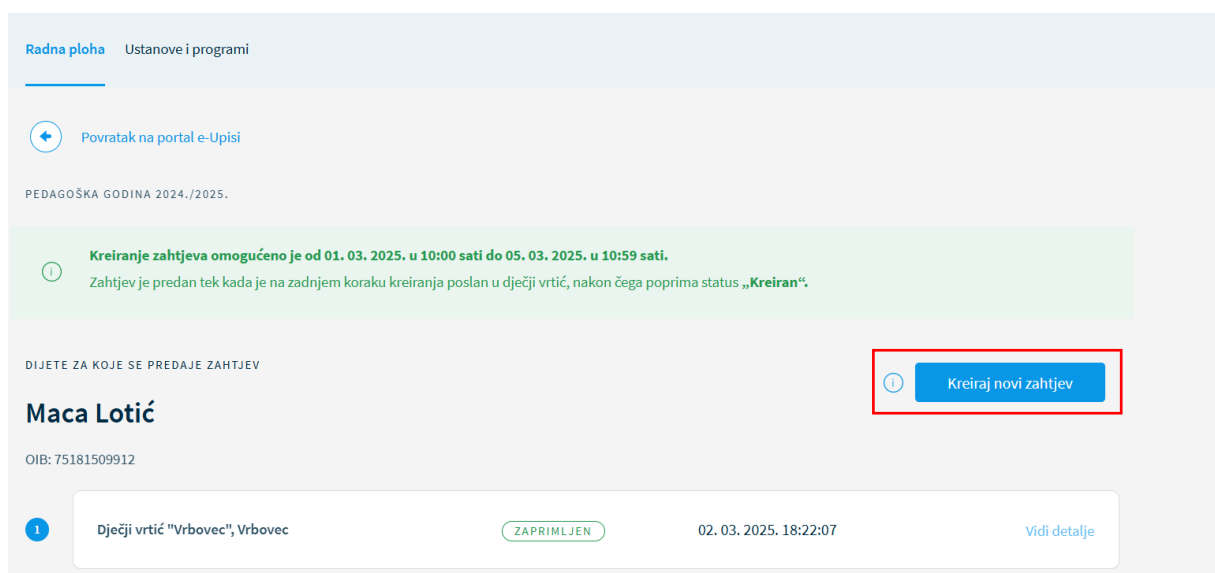 Radna ploha Ustanove i programi
Povratak na portal e-Upisi
PEDAGOŠKA GODINA 2024./2025.
Kreiranje zahtjeva omogućeno je od 01. 03. 2025. u 10:00 sati do 05. 03. 2025. u 10:59 sati.
Zahtjev je predan tek kada je na zadnjem koraku kreiranja poslan u dječji vrtić, nakon čega poprima status „Kreiran“.
DIJETE ZA KOJE SE PREDAJE ZAHTJEV
Kreiraj novi zahtjev
Maca Lotić
OIB: 75181509912
1 Dječji vrtić "Vrbovec", Vrbovec ZAPRIMLJEN 02. 03. 2025. 18:22:07 Vidi detalje